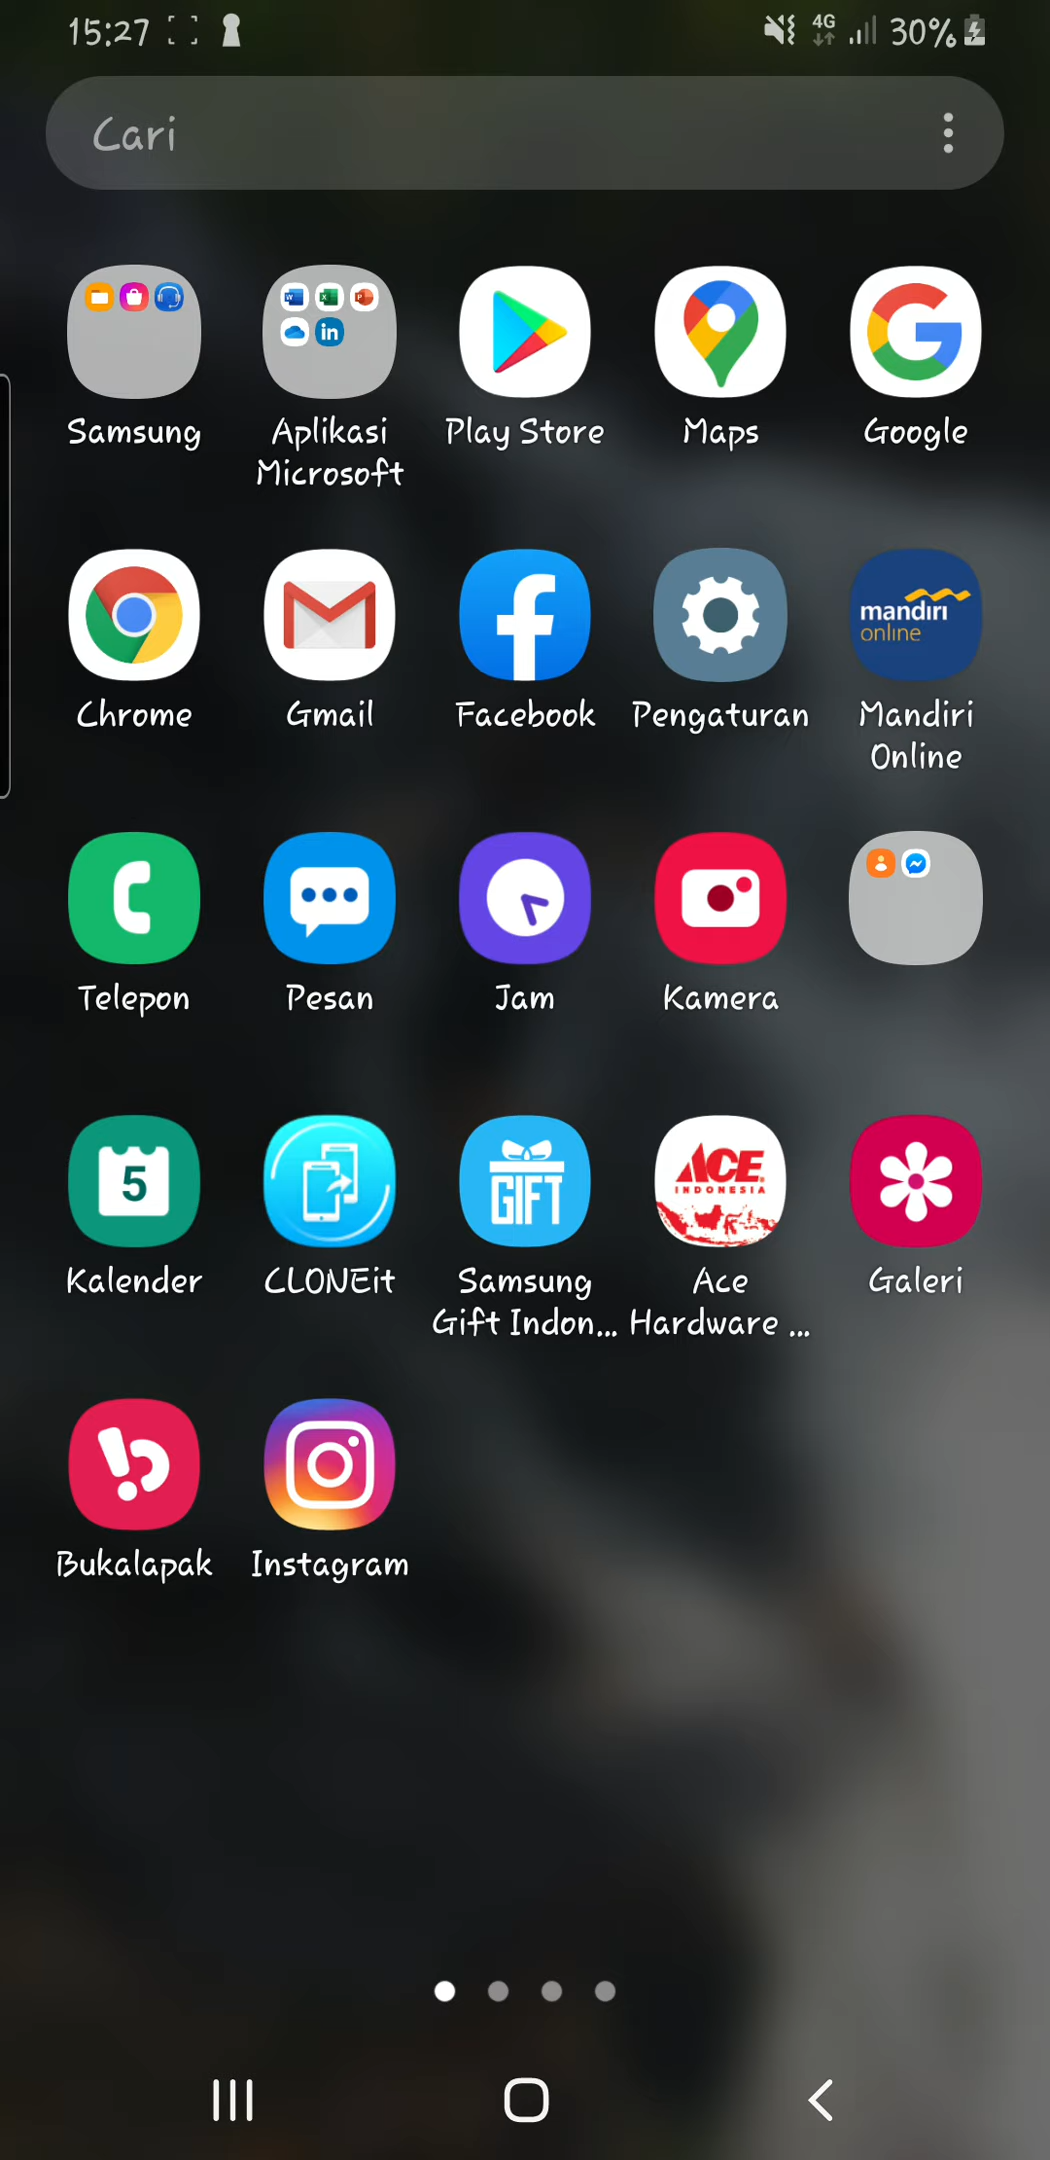 15:27
4G 30%
Cari
Samsung
Aplikasi
Microsoft
Play Store
Maps
Google
mandiri
online
Chrome
Gmail
Facebook
Pengaturan
Mandiri
Online
Telepon
Pesan
Jam
Kamera
5
GIFT
ACE
INDONESIA
Kalender
CLONEit
Samsung
Gift Indon...
Ace
Hardware ...
Galeri
Bukalapak
Instagram